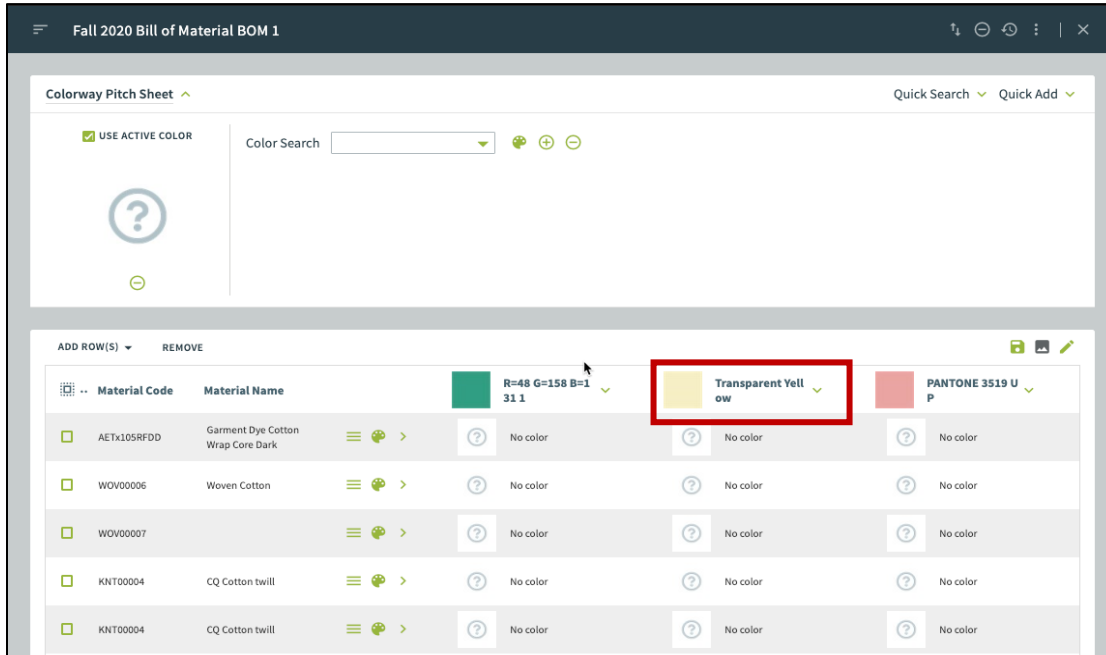 Fall 2020 Bill of Material BOM 1
Colorway Pitch Sheet
Quick Search
Quick Add
USE ACTIVE COLOR
Color Search
ADD ROW(S)
REMOVE
.. Material Code
Material Name
R=48 G=158 B=1
31 1
Transparent Yell
ow
PANTONE 3519 U
P
AETx105RFDD
Garment Dye Cotton
Wrap Core Dark
No color
No color
No color
WOV00006
Woven Cotton
No color
No color
No color
WOV00007
No color
No color
No color
KNT00004
CQ Cotton twill
No color
No color
No color
KNT00004
CQ Cotton twill
No color
No color
No color